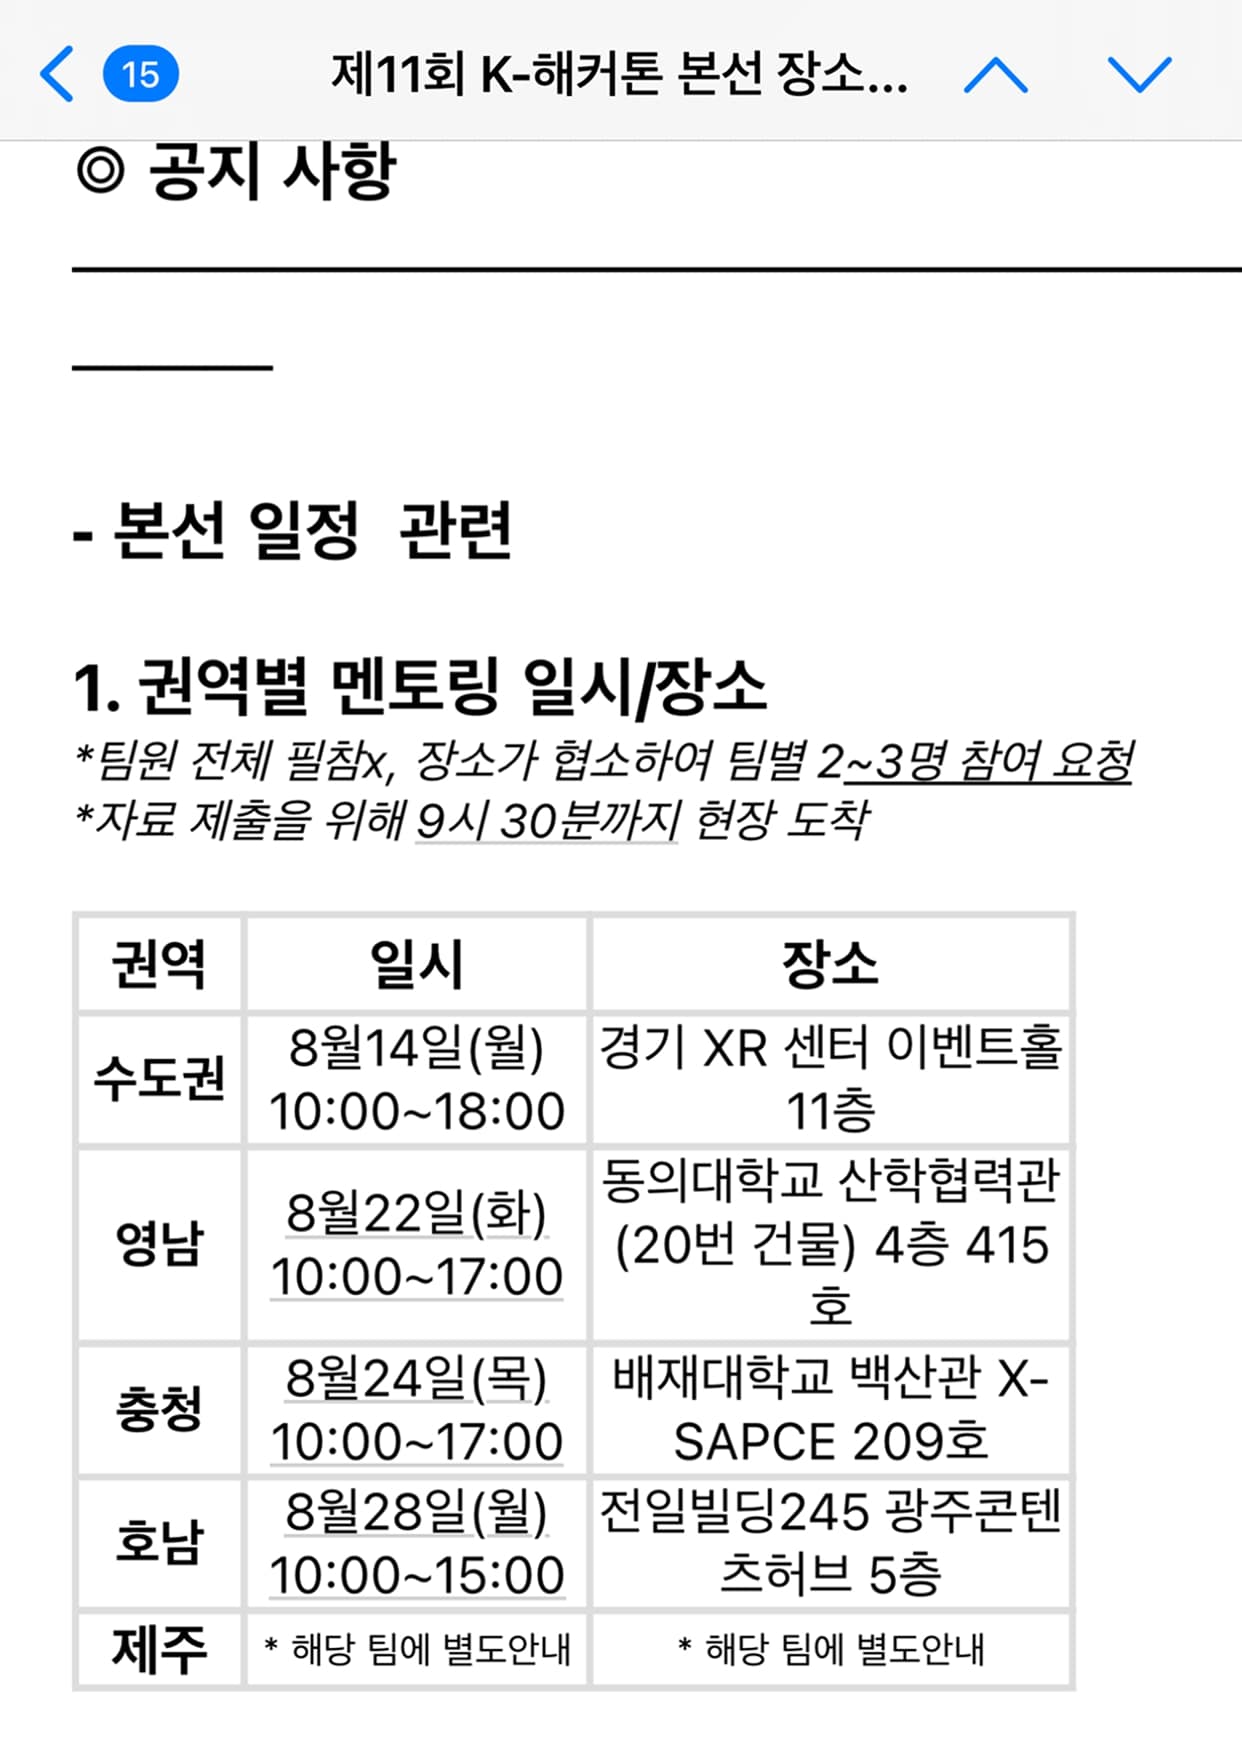 15
제11회 K-해커톤 본선 장소...
◎ 공지 사항
- 본선 일정 관련
1. 권역별 멘토링 일시/장소
*팀원 전체 필참x, 장소가 협소하여 팀별 2~3명 참여 요청
*자료 제출을 위해 9시 30분까지 현장 도착
권역 일시 장소
수도권
8월14일(월)
10:00~18:00
경기 XR 센터 이벤트홀
11층
영남
8월22일(화)
10:00~17:00
동의대학교 산학협력관
(20번 건물) 4층 415
호
충청
8월24일(목)
10:00~17:00
배재대학교 백산관 X-
SAPCE 209호
호남
8월28일(월)
10:00~15:00
전일빌딩245 광주콘텐
츠허브 5층
제주
* 해당 팀에 별도안내
* 해당 팀에 별도안내